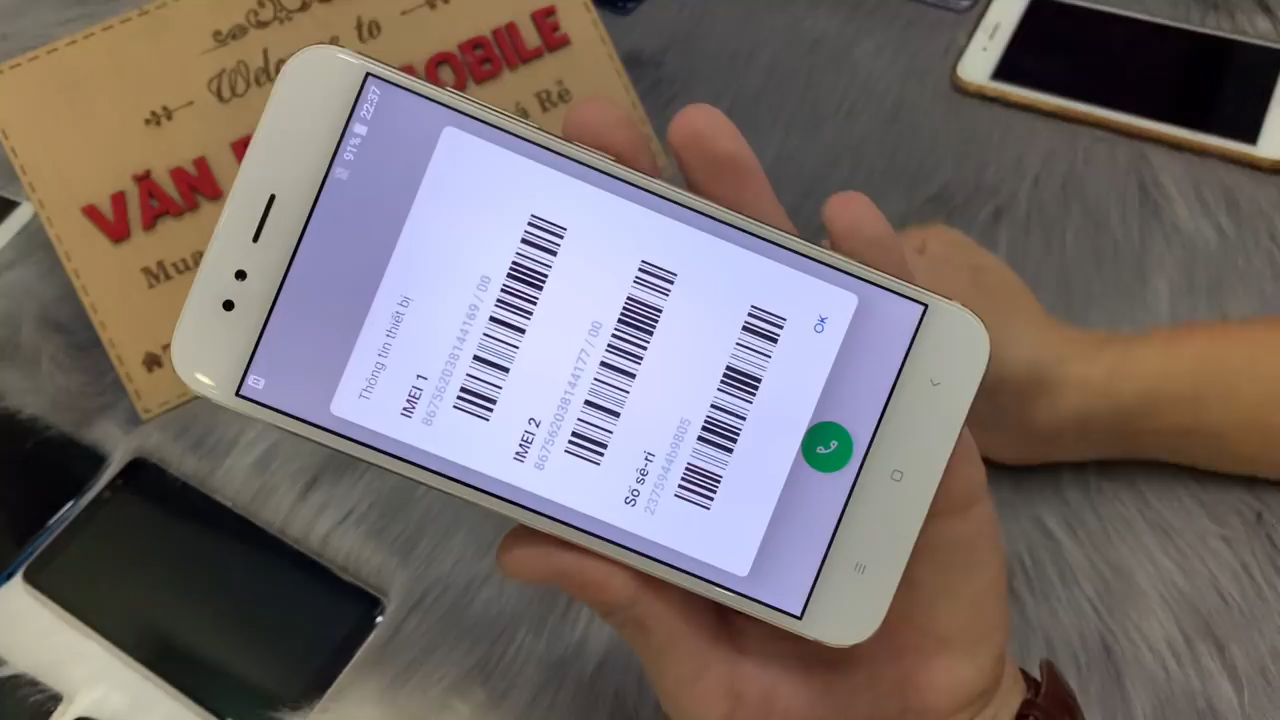 Welcome to
VĂN MOBILE
Rẻ
Mua
22:37
91%
Thông tin thiết bị
IMEI 1
867562038144169 / 00
IMEI 2
867562038144177 / 00
Số sê-ri
2375944b9805
OK